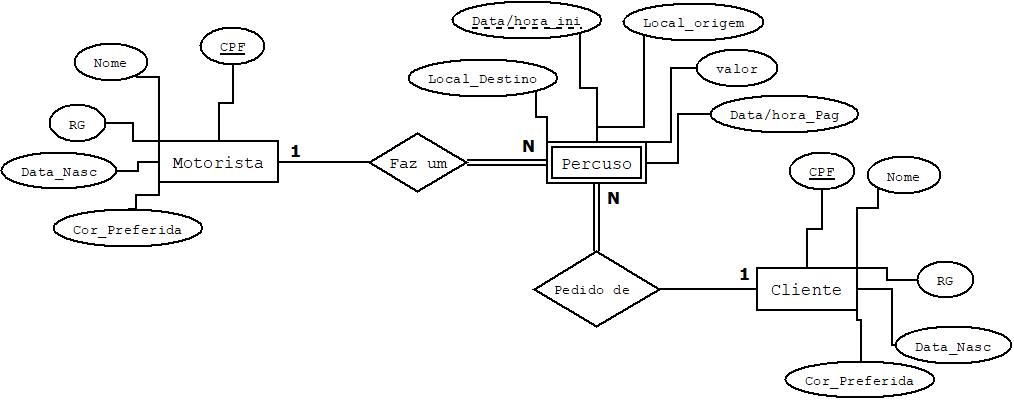 Data/hora_ini
Local_origem
CPF
Nome
valor
Local_Destino
Data/hora_Pag
RG
Motorista
1
Faz um
N
Percuso
Data_Nasc
CPF
Nome
N
Cor_Preferida
1
Pedido de
Cliente
RG
Data_Nasc
Cor_Preferida